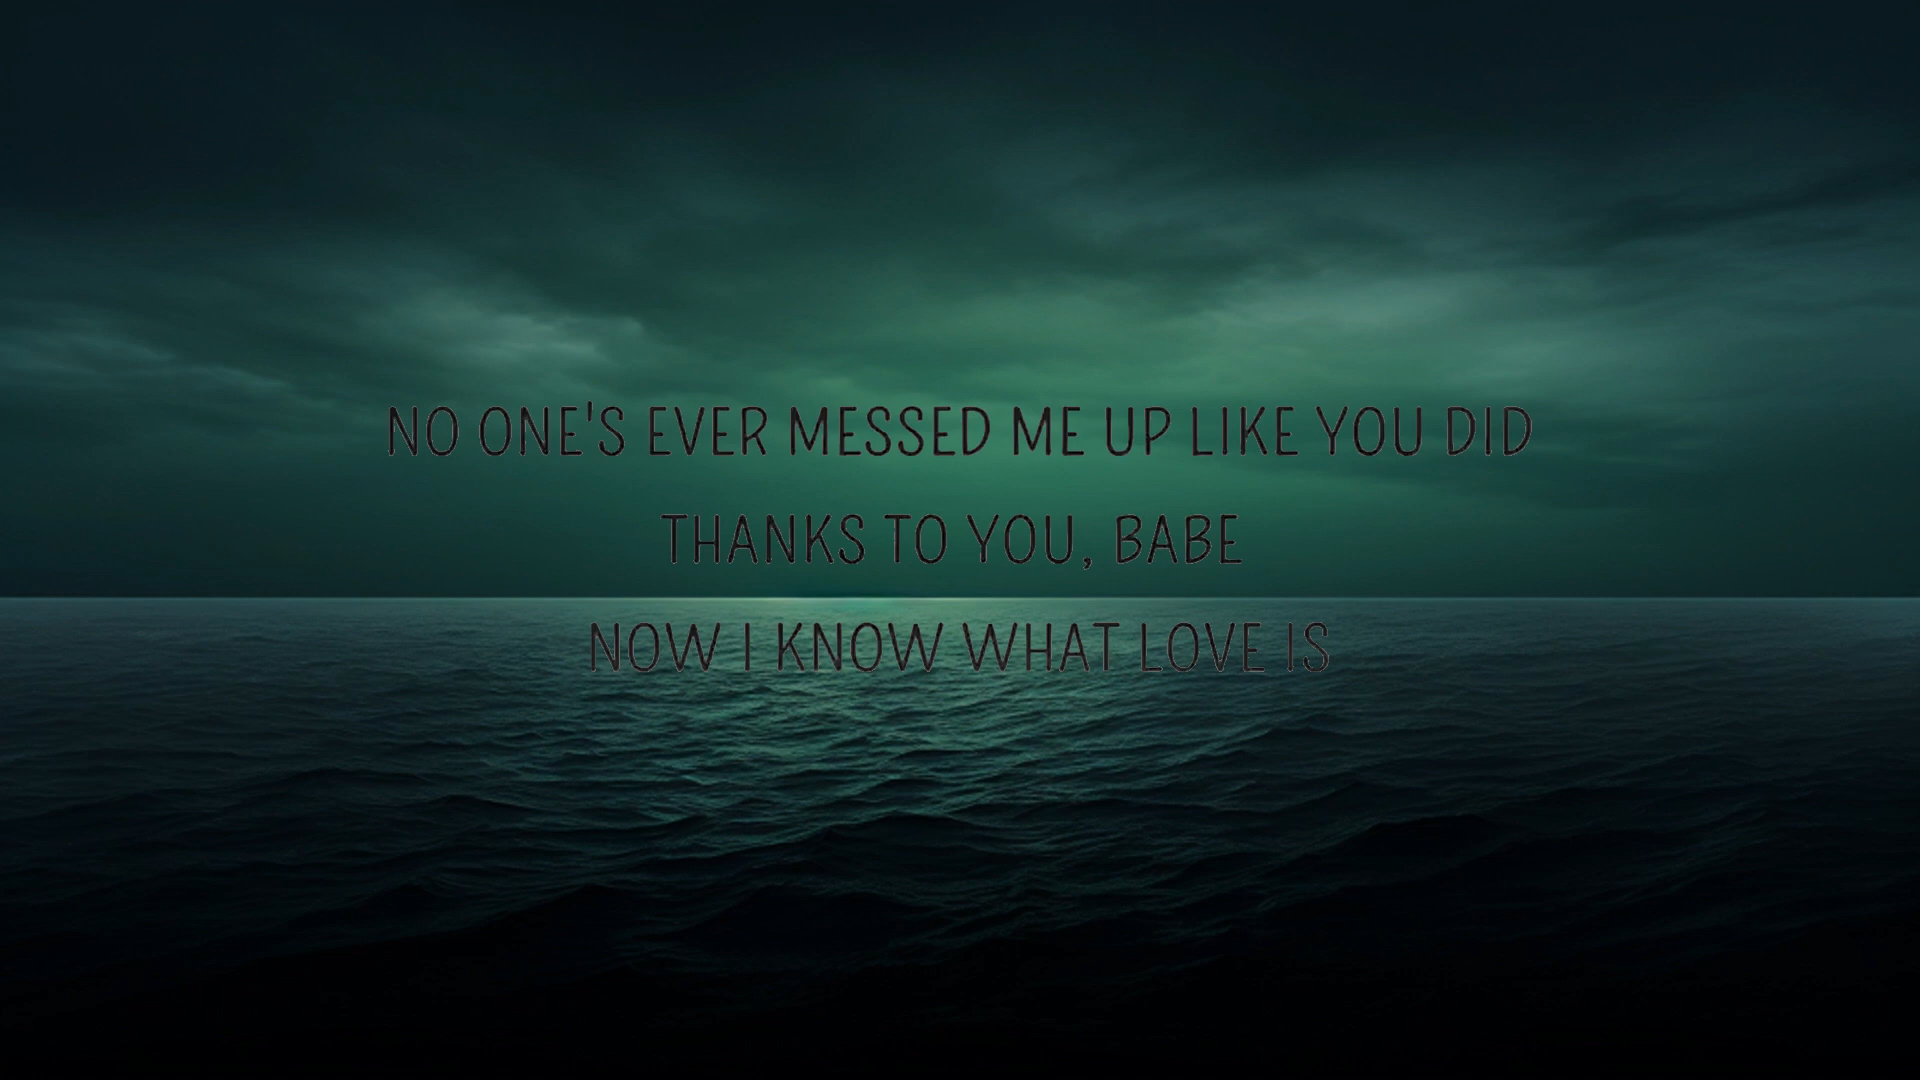 NO ONE'S EVER MESSED ME UP LIKE YOU DID
THANKS TO YOU, BABE
NOW I KNOW WHAT LOVE IS